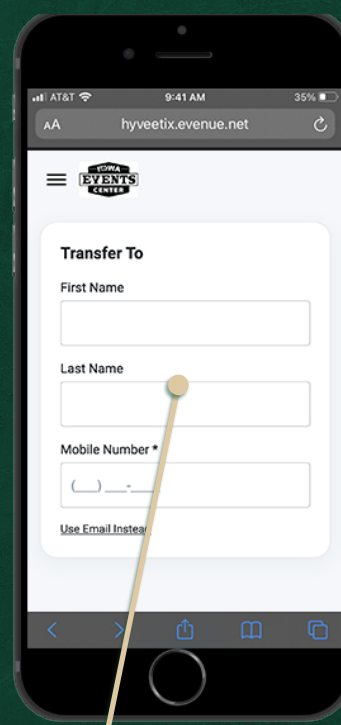 AT&T 9:41 AM 35%
AA hyveetix.evenue.net
IOWA
EVENTS
CENTER
Transfer To
First Name
Last Name
Mobile Number *
(__) ___-____
Use Email Instead